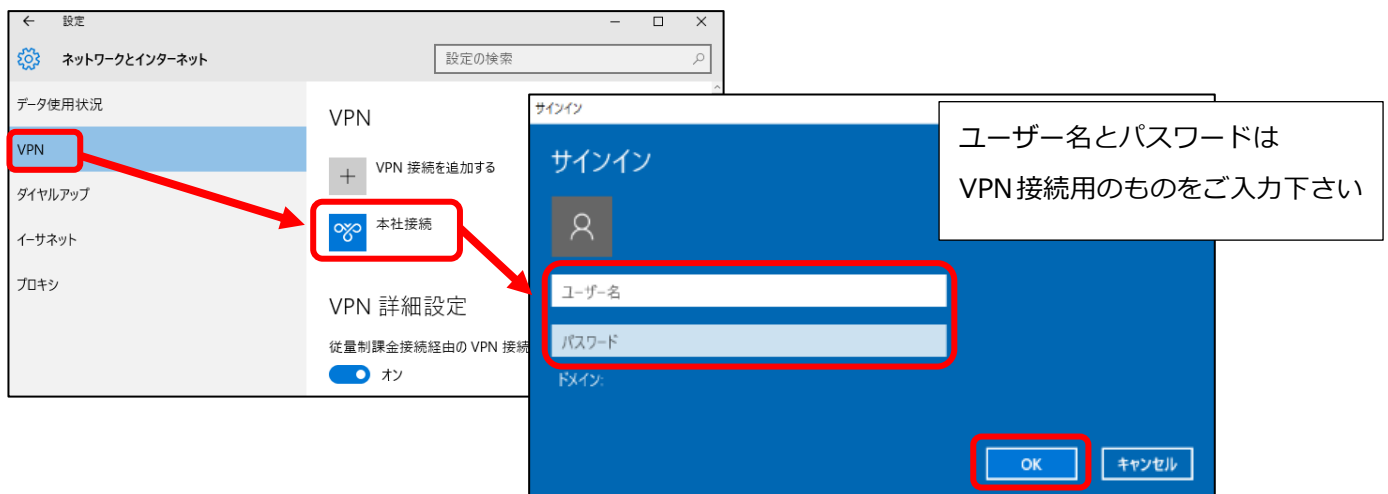 設定
ネットワークとインターネット
設定の検索
データ使用状況
VPN
ダイヤルアップ
イーサネット
プロキシ
VPN
VPN 接続を追加する
本社接続
VPN 詳細設定
従量制課金接続経由の VPN 接続
オン
サインイン
サインイン
ユーザー名
パスワード
ドメイン:
OK
キャンセル
ユーザー名とパスワードは
VPN接続用のものをご入力下さい